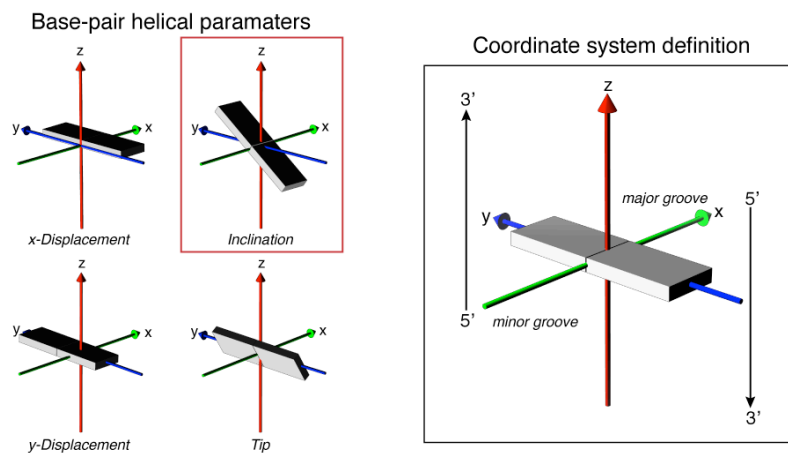 Base-pair helical paramaters
z
y
x
x-Displacement
z
y
x
Inclination
z
y
x
y-Displacement
z
y
x
Tip
Coordinate system definition
3’
z
5’
major groove
y
x
5’
minor groove
3’